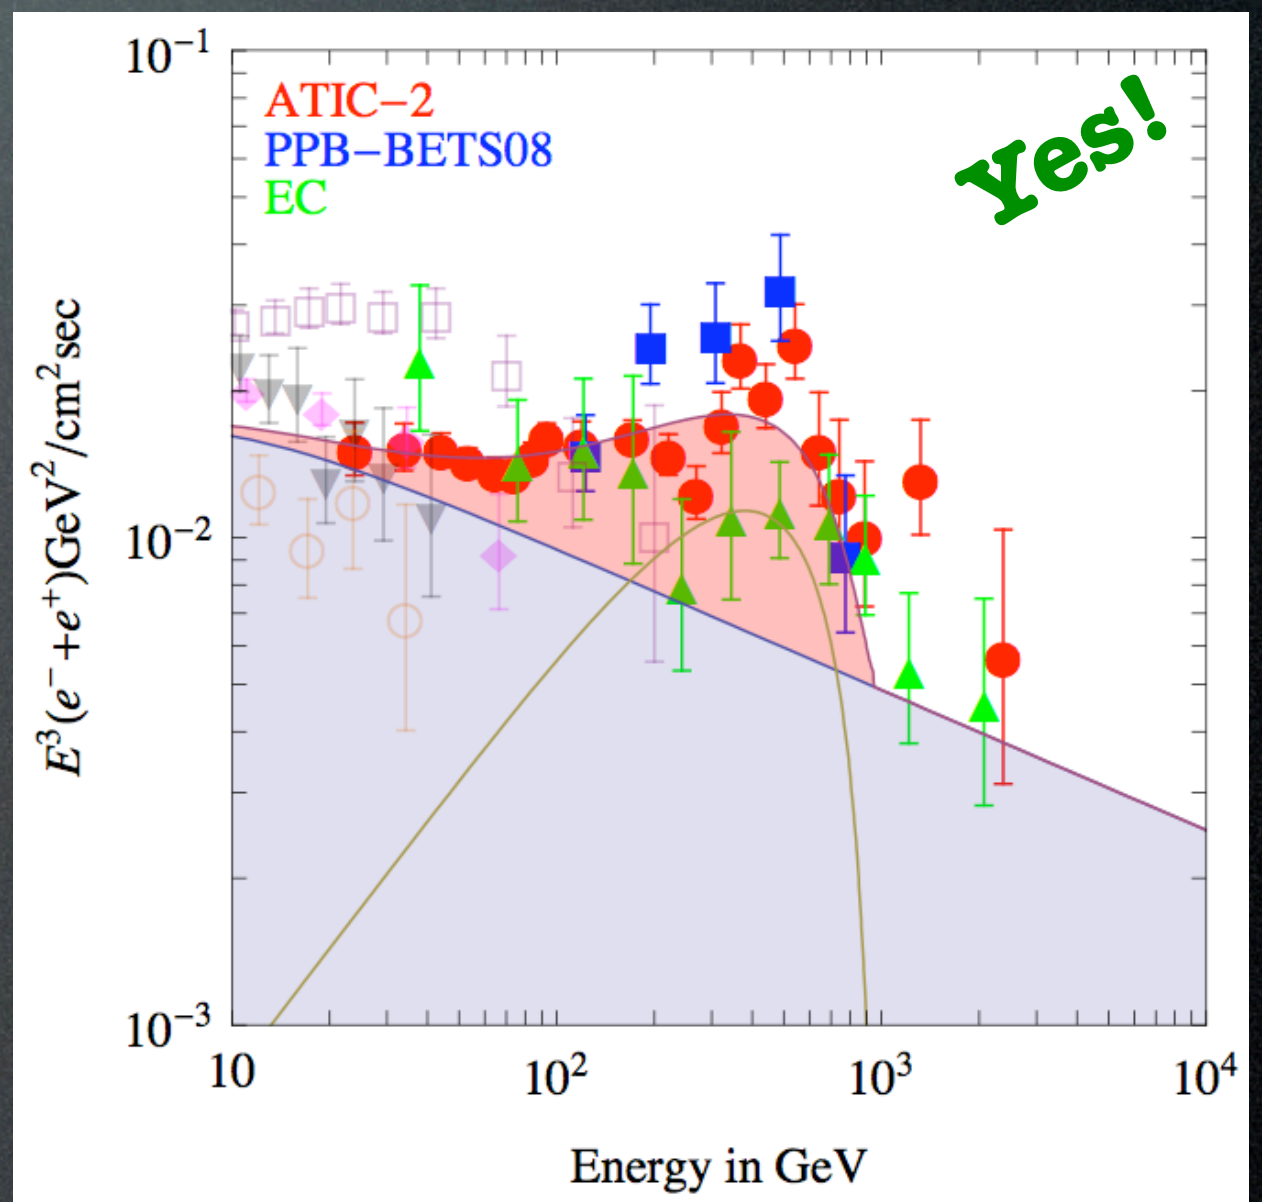 10⁻¹
ATIC−2
PPB−BETS08
EC
Yes!
E³(e⁻+e⁺)GeV²/cm²sec
10⁻²
10⁻³
10 10² 10³ 10⁴
Energy in GeV